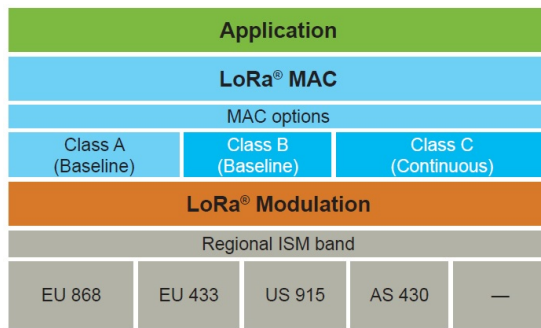 Application
LoRa® MAC
MAC options
Class A
(Baseline)
Class B
(Baseline)
Class C
(Continuous)
LoRa® Modulation
Regional ISM band
EU 868
EU 433
US 915
AS 430
—